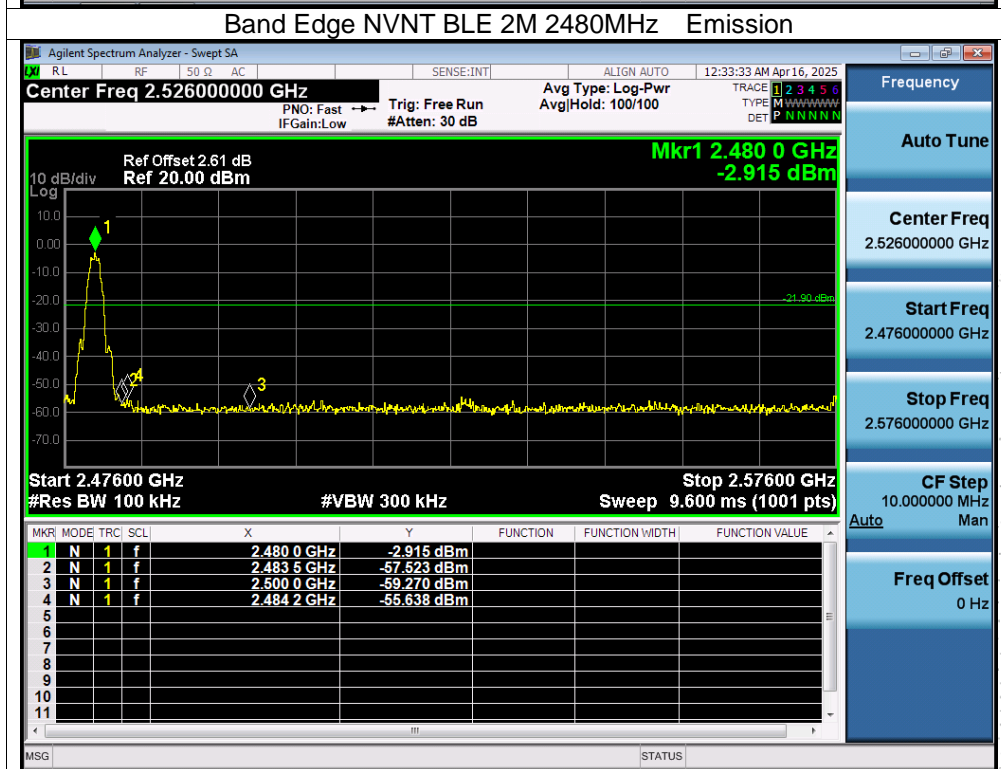 Band Edge NVNT BLE 2M 2480MHz Emission
Agilent Spectrum Analyzer - Swept SA
LXI RL RF 50 Ω AC SENSE:INT ALIGN AUTO 12:33:33 AM Apr 16, 2025
Center Freq 2.526000000 GHz
PNO: Fast
IFGain:Low
Trig: Free Run
#Atten: 30 dB
Avg Type: Log-Pwr
Avg|Hold: 100/100
TRACE 1 2 3 4 5 6
TYPE M WWWWW
DET P N N N N N
Frequency
Mkr1 2.480 0 GHz
-2.915 dBm
Ref Offset 2.61 dB
10 dB/div Ref 20.00 dBm
Log
10.0
0.00
-10.0
-20.0
-30.0
-40.0
-50.0
-60.0
-70.0
1
2 4
3
-21.90 dBm
Start 2.47600 GHz Stop 2.57600 GHz
#Res BW 100 kHz #VBW 300 kHz Sweep 9.600 ms (1001 pts)
MKR MODE TRC SCL X Y FUNCTION FUNCTION WIDTH FUNCTION VALUE
1 N 1 f 2.480 0 GHz -2.915 dBm
2 N 1 f 2.483 5 GHz -57.523 dBm
3 N 1 f 2.500 0 GHz -59.270 dBm
4 N 1 f 2.484 2 GHz -55.638 dBm
5
6
7
8
9
10
11
Auto Tune
Center Freq
2.526000000 GHz
Start Freq
2.476000000 GHz
Stop Freq
2.576000000 GHz
CF Step
10.000000 MHz
Auto Man
Freq Offset
0 Hz
MSG STATUS